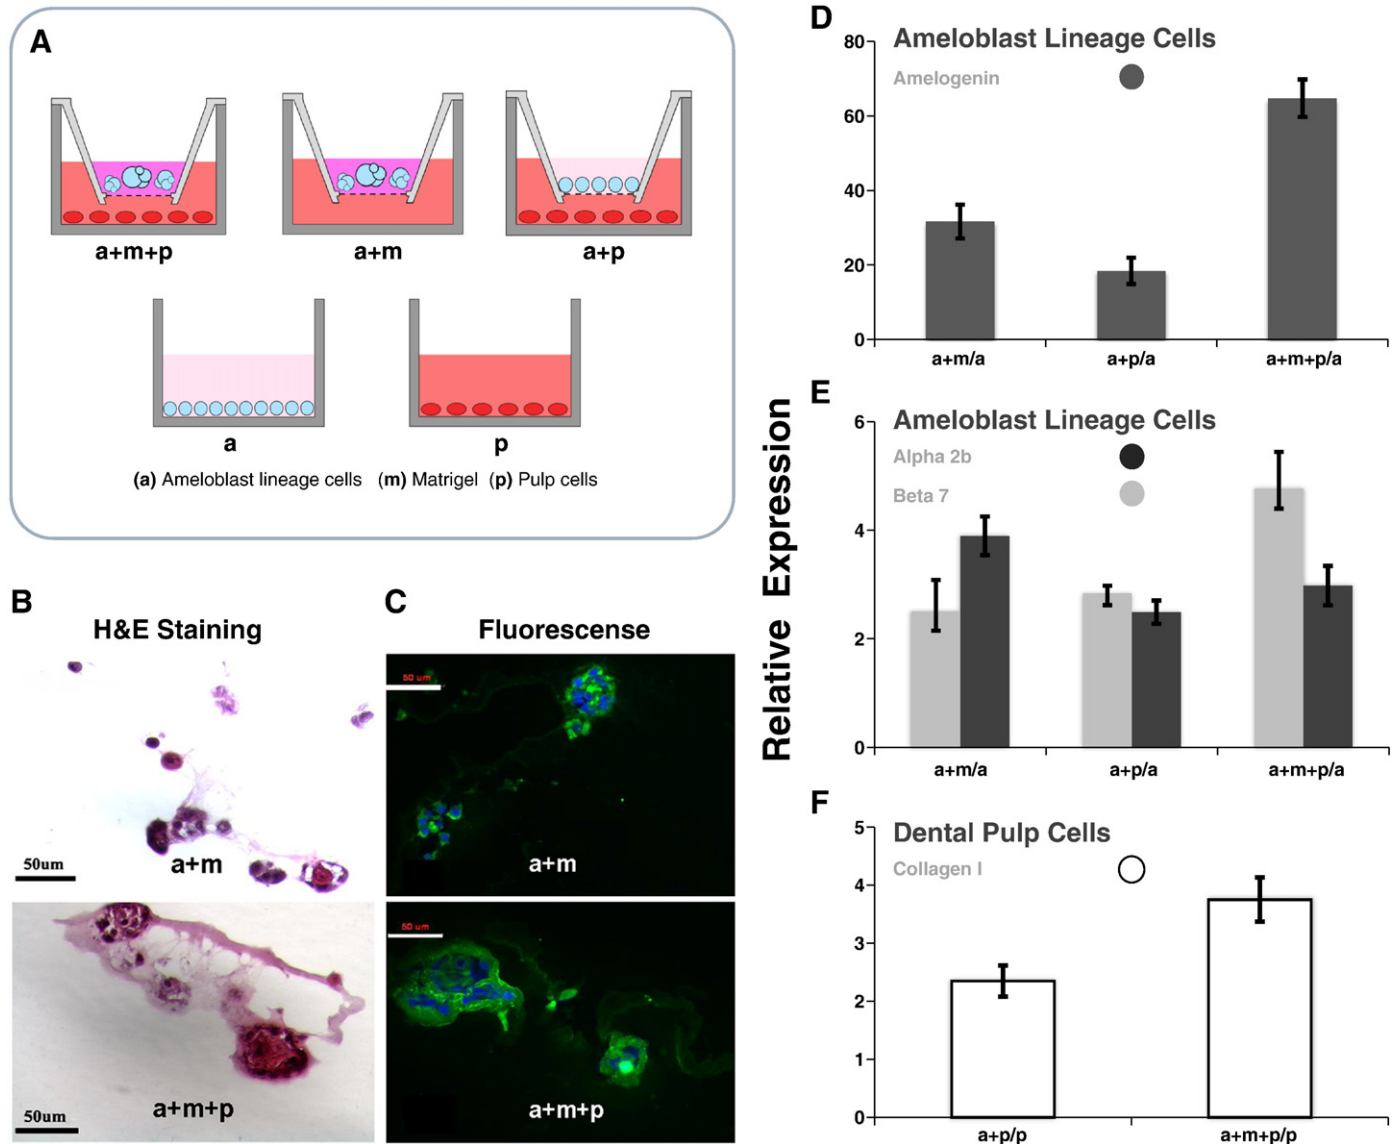 A
a+m+p
a+m
a+p
a
p
(a) Ameloblast lineage cells (m) Matrigel (p) Pulp cells
B
H&E Staining
a+m
50um
a+m+p
50um
C
Fluorescense
50 um
a+m
50 um
a+m+p
Relative Expression
D
Ameloblast Lineage Cells
Amelogenin
80
60
40
20
0
a+m/a
a+p/a
a+m+p/a
E
Ameloblast Lineage Cells
Alpha 2b
Beta 7
6
4
2
0
a+m/a
a+p/a
a+m+p/a
F
Dental Pulp Cells
Collagen I
5
4
3
2
1
0
a+p/p
a+m+p/p